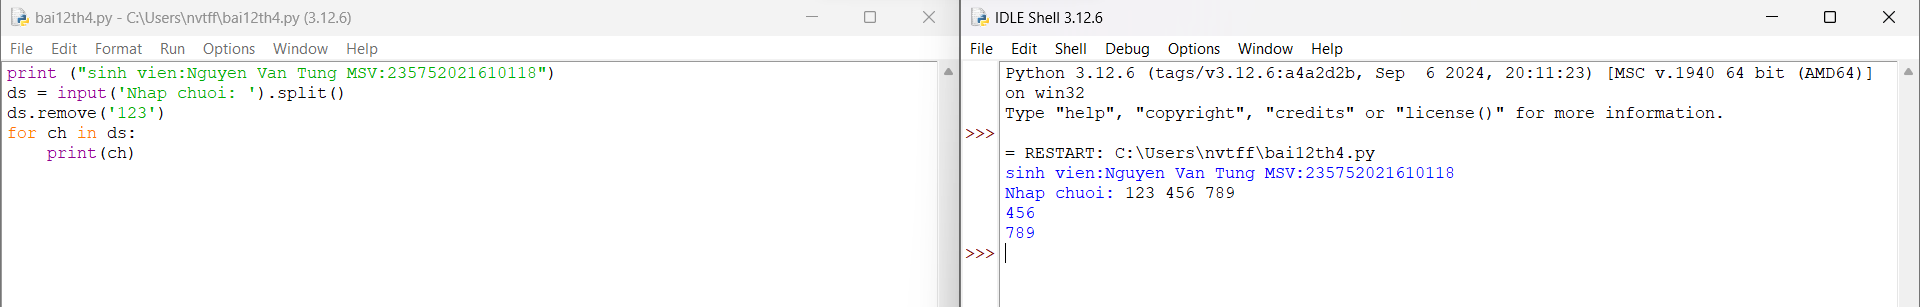 bai12th4.py - C:\Users\nvtff\bai12th4.py (3.12.6)
File Edit Format Run Options Window Help
print ("sinh vien:Nguyen Van Tung MSV:235752021610118")
ds = input('Nhap chuoi: ').split()
ds.remove('123')
for ch in ds:
    print(ch)
IDLE Shell 3.12.6
File Edit Shell Debug Options Window Help
Python 3.12.6 (tags/v3.12.6:a4a2d2b, Sep  6 2024, 20:11:23) [MSC v.1940 64 bit (AMD64)]
on win32
Type "help", "copyright", "credits" or "license()" for more information.
>>>
= RESTART: C:\Users\nvtff\bai12th4.py
sinh vien:Nguyen Van Tung MSV:235752021610118
Nhap chuoi: 123 456 789
456
789
>>>